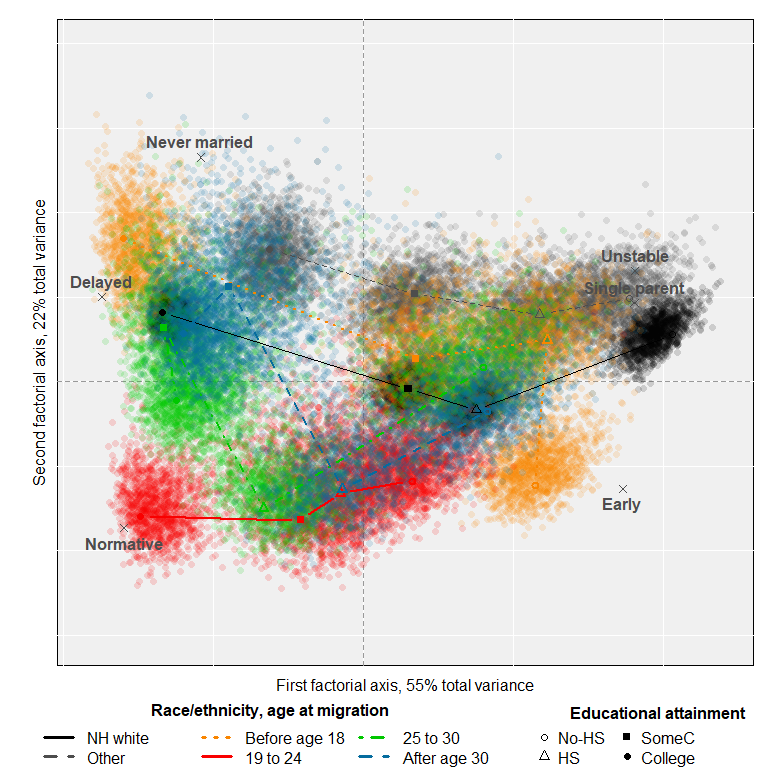 Never married
Unstable
Delayed
Single parent
Second factorial axis, 22% total variance
Early
Normative
First factorial axis, 55% total variance
Race/ethnicity, age at migration
Educational attainment
NH white
Before age 18
25 to 30
No-HS
SomeC
Other
19 to 24
After age 30
HS
College